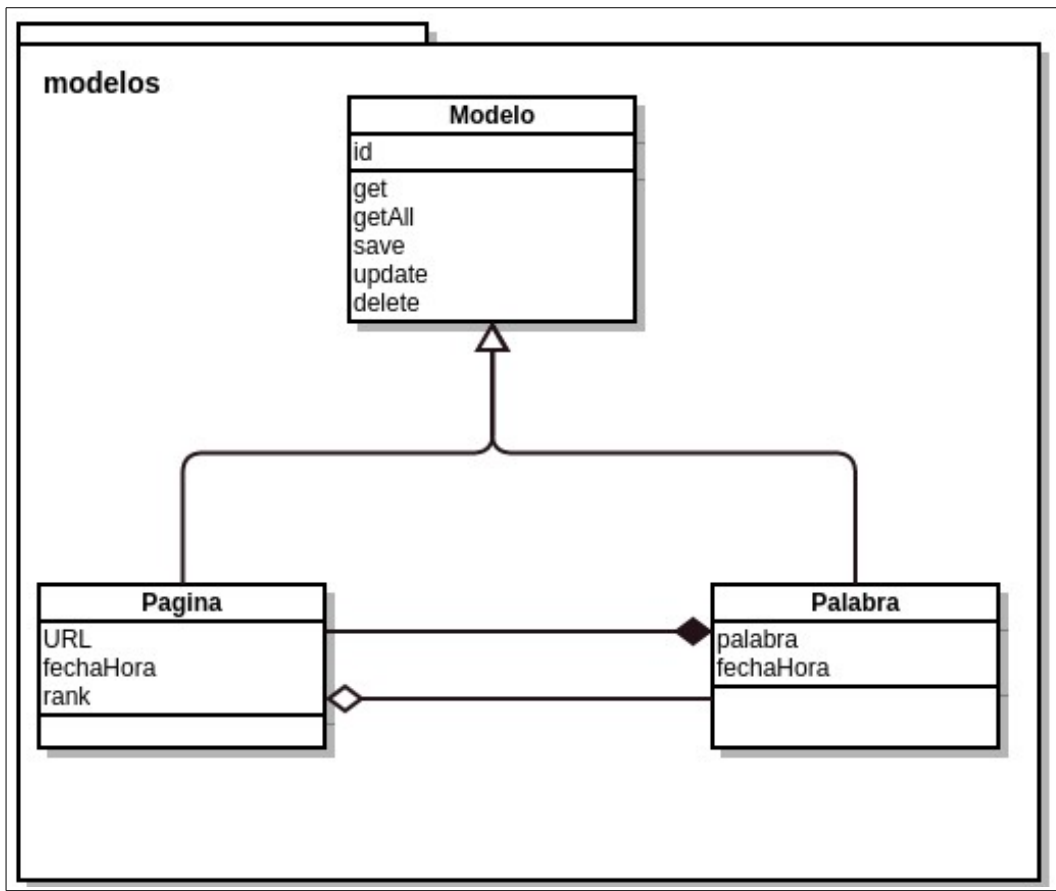 modelos
Modelo
id
get
getAll
save
update
delete
Pagina
URL
fechaHora
rank
Palabra
palabra
fechaHora